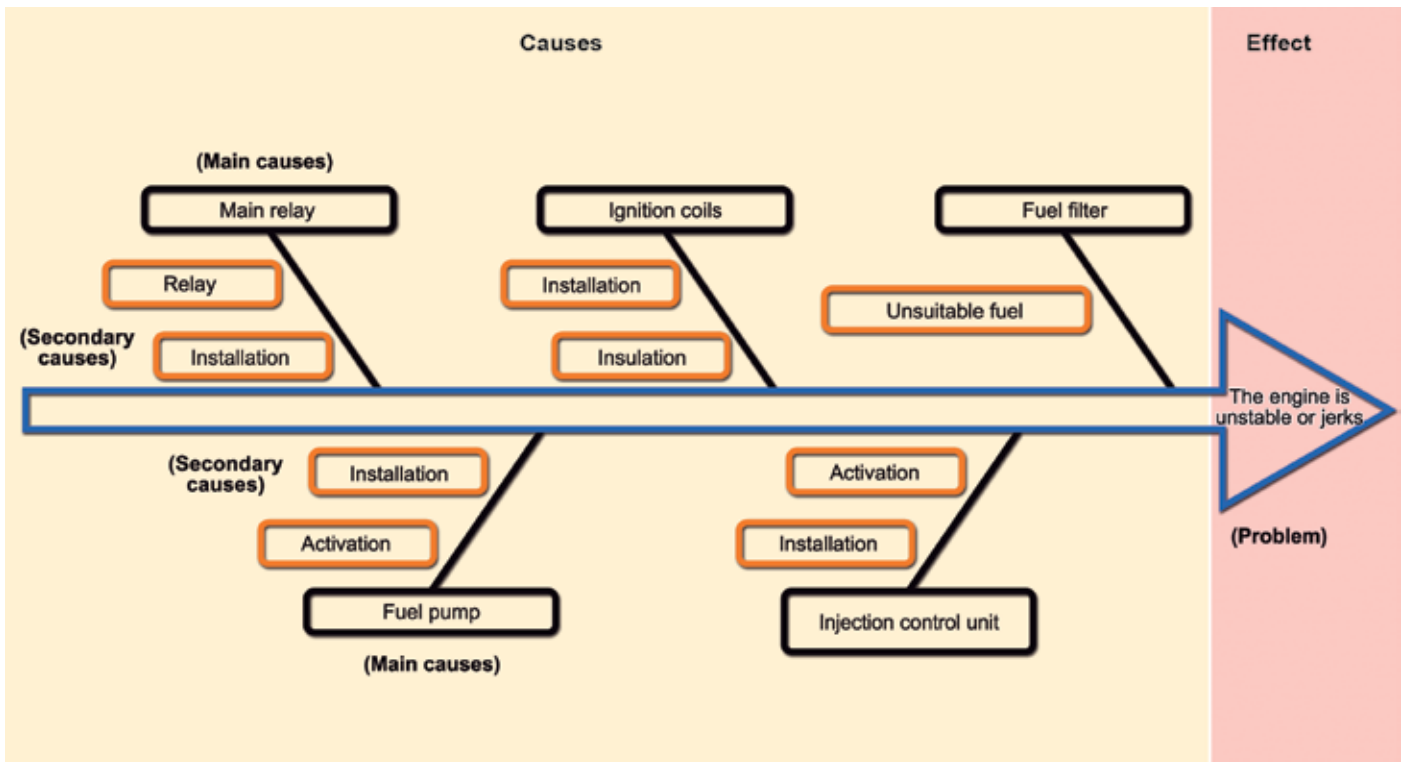 Causes
Effect
(Main causes)
Main relay
Ignition coils
Fuel filter
Relay
Installation
Unsuitable fuel
(Secondary
causes)
Installation
Insulation
The engine is
unstable or jerks
(Secondary
causes)
Installation
Activation
Activation
Installation
(Problem)
Fuel pump
Injection control unit
(Main causes)